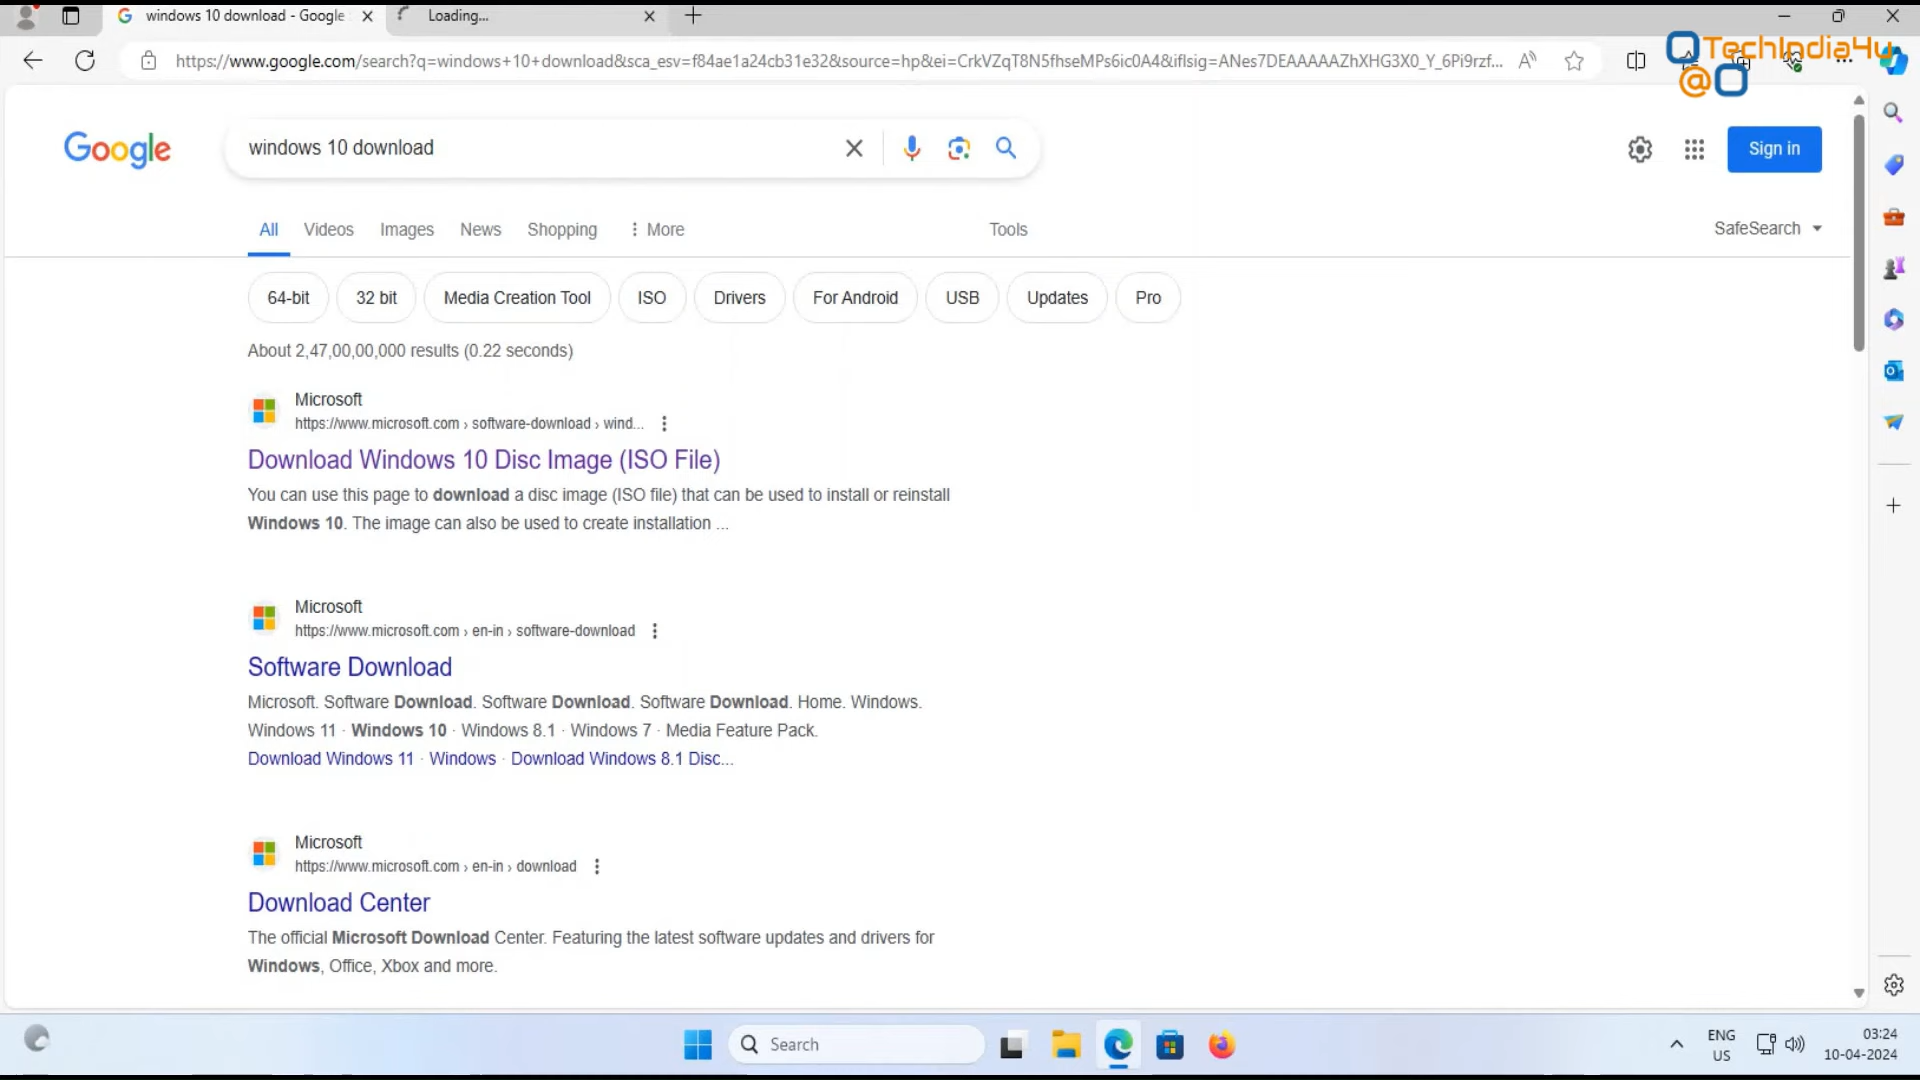 windows 10 download - Google
Loading...
https://www.google.com/search?q=windows+10+download&sca_esv=f84ae1a24cb31e32&source=hp&ei=CrkVZqT8N5fhseMPs6ic0A4&iflsig=ANes7DEAAAAAZhXHG3X0_Y_6Pi9rzf...
TechIndia4u
@
Google
windows 10 download
Sign in
All Videos Images News Shopping More Tools
SafeSearch
64-bit 32 bit Media Creation Tool ISO Drivers For Android USB Updates Pro
About 2,47,00,00,000 results (0.22 seconds)
Microsoft
https://www.microsoft.com › software-download › wind...
Download Windows 10 Disc Image (ISO File)
You can use this page to download a disc image (ISO file) that can be used to install or reinstall
Windows 10. The image can also be used to create installation ...
Microsoft
https://www.microsoft.com › en-in › software-download
Software Download
Microsoft. Software Download. Software Download. Software Download. Home. Windows.
Windows 11 · Windows 10 · Windows 8.1 · Windows 7 · Media Feature Pack.
Download Windows 11 · Windows · Download Windows 8.1 Disc...
Microsoft
https://www.microsoft.com › en-in › download
Download Center
The official Microsoft Download Center. Featuring the latest software updates and drivers for
Windows, Office, Xbox and more.
Search
ENG
US
03:24
10-04-2024